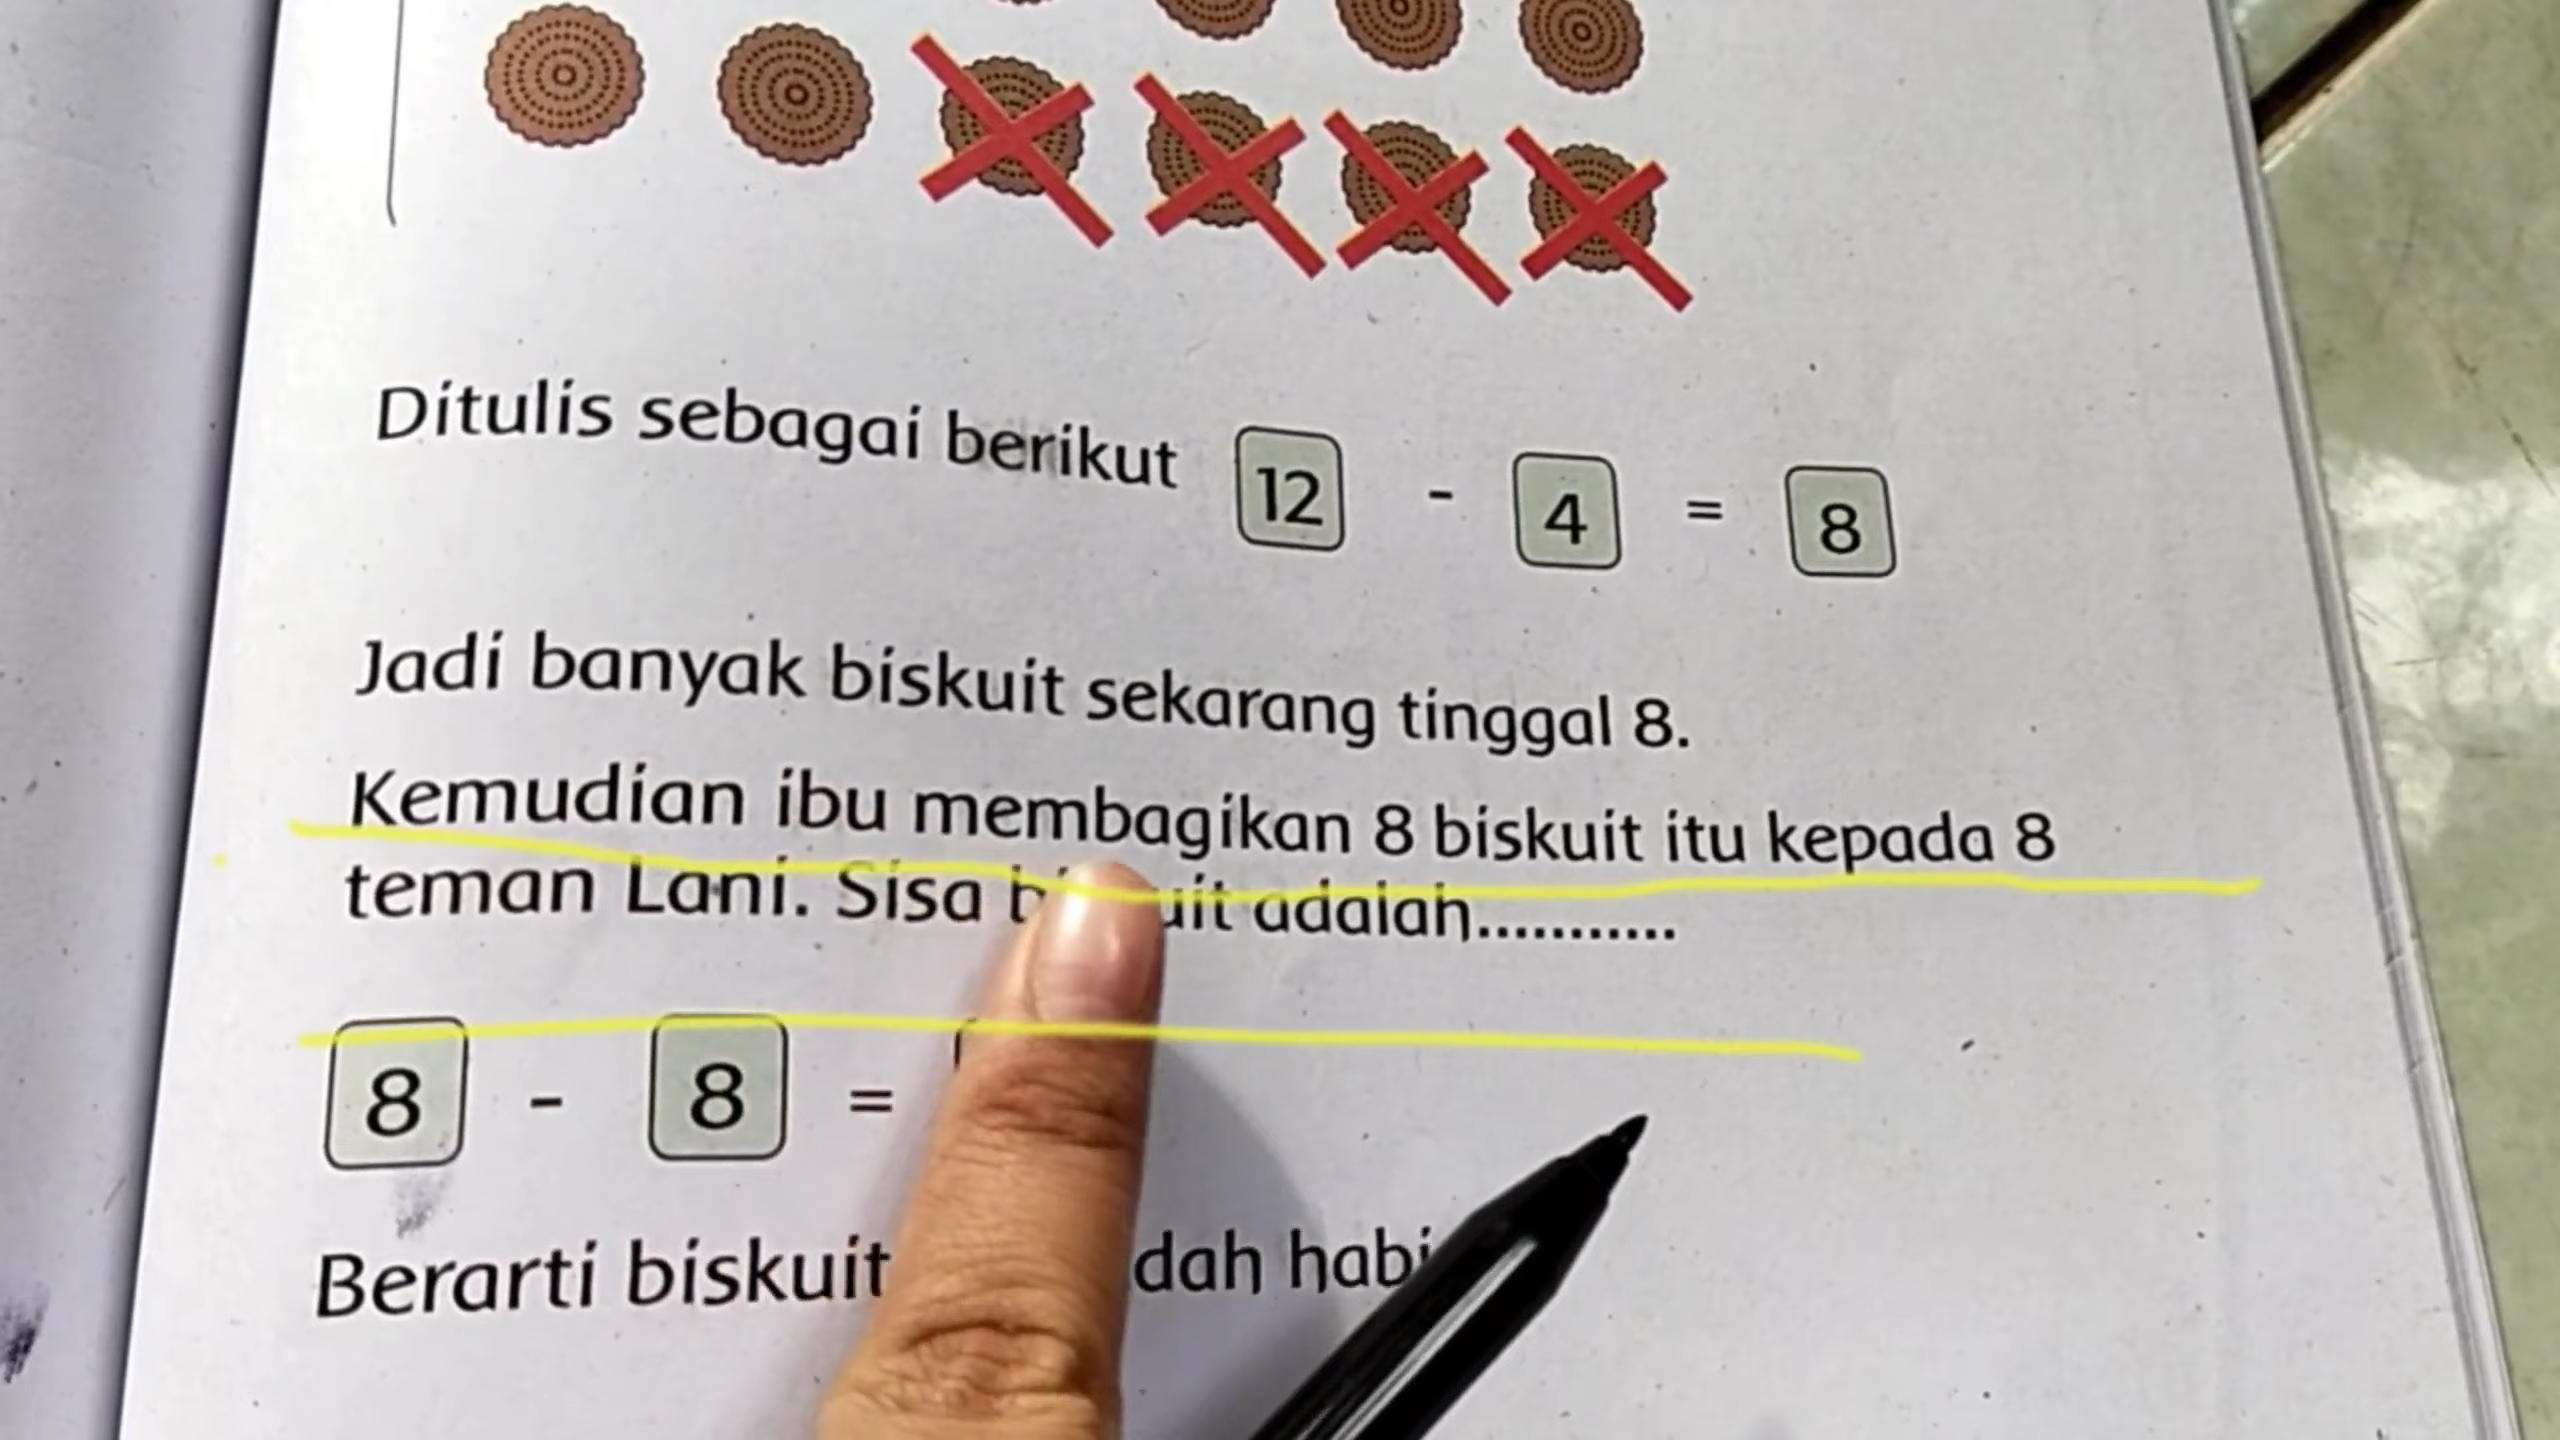 Ditulis sebagai berikut 12 - 4 = 8
Jadi banyak biskuit sekarang tinggal 8.
Kemudian ibu membagikan 8 biskuit itu kepada 8
teman Lani. Sisa adalah...........
8 - 8 =
Berarti biskuit